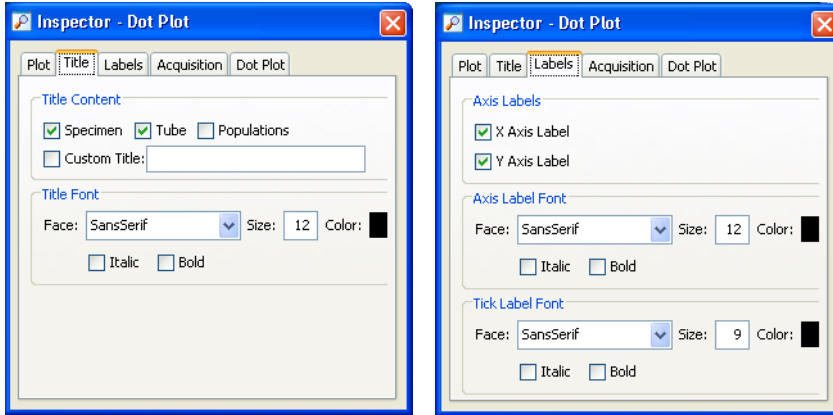 Inspector - Dot Plot
Plot Title Labels Acquisition Dot Plot
Title Content
Specimen Tube Populations
Custom Title:
Title Font
Face: SansSerif Size: 12 Color:
Italic Bold
Inspector - Dot Plot
Plot Title Labels Acquisition Dot Plot
Axis Labels
X Axis Label
Y Axis Label
Axis Label Font
Face: SansSerif Size: 12 Color:
Italic Bold
Tick Label Font
Face: SansSerif Size: 9 Color:
Italic Bold